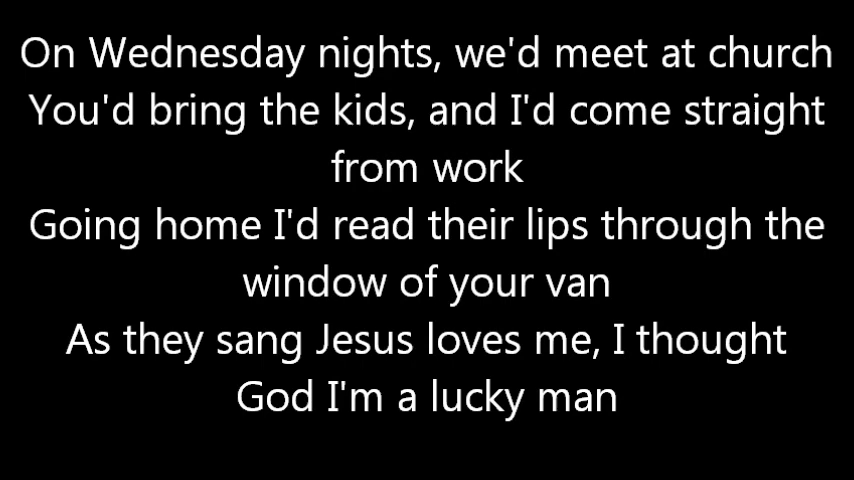 On Wednesday nights, we'd meet at church
You'd bring the kids, and I'd come straight
from work
Going home I'd read their lips through the
window of your van
As they sang Jesus loves me, I thought
God I'm a lucky man